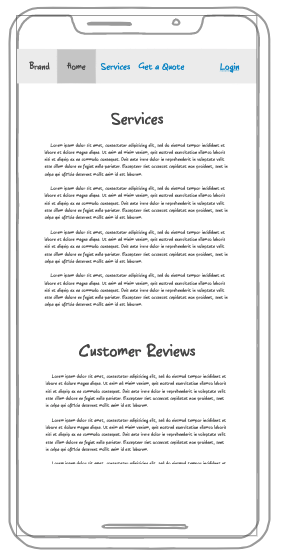 Brand Home Services Get a Quote Login
Services
Lorem ipsum dolor sit amet, consectetur adipisicing elit, sed do eiusmod tempor incididunt ut
labore et dolore magna aliqua. Ut enim ad minim veniam, quis nostrud exercitation ullamco laboris
nisi ut aliquip ex ea commodo consequat. Duis aute irure dolor in reprehenderit in voluptate velit
esse cillum dolore eu fugiat nulla pariatur. Excepteur sint occaecat cupidatat non proident, sunt in
culpa qui officia deserunt mollit anim id est laborum.
Lorem ipsum dolor sit amet, consectetur adipisicing elit, sed do eiusmod tempor incididunt ut
labore et dolore magna aliqua. Ut enim ad minim veniam, quis nostrud exercitation ullamco laboris
nisi ut aliquip ex ea commodo consequat. Duis aute irure dolor in reprehenderit in voluptate velit
esse cillum dolore eu fugiat nulla pariatur. Excepteur sint occaecat cupidatat non proident, sunt in
culpa qui officia deserunt mollit anim id est laborum.
Lorem ipsum dolor sit amet, consectetur adipisicing elit, sed do eiusmod tempor incididunt ut
labore et dolore magna aliqua. Ut enim ad minim veniam, quis nostrud exercitation ullamco laboris
nisi ut aliquip ex ea commodo consequat. Duis aute irure dolor in reprehenderit in voluptate velit
esse cillum dolore eu fugiat nulla pariatur. Excepteur sint occaecat cupidatat non proident, sunt in
culpa qui officia deserunt mollit anim id est laborum.
Lorem ipsum dolor sit amet, consectetur adipisicing elit, sed do eiusmod tempor incididunt ut
labore et dolore magna aliqua. Ut enim ad minim veniam, quis nostrud exercitation ullamco laboris
nisi ut aliquip ex ea commodo consequat. Duis aute irure dolor in reprehenderit in voluptate velit
esse cillum dolore eu fugiat nulla pariatur. Excepteur sint occaecat cupidatat non proident, sunt in
culpa qui officia deserunt mollit anim id est laborum.
Customer Reviews
Lorem ipsum dolor sit amet, consectetur adipisicing elit, sed do eiusmod tempor incididunt ut
labore et dolore magna aliqua. Ut enim ad minim veniam, quis nostrud exercitation ullamco laboris
nisi ut aliquip ex ea commodo consequat. Duis aute irure dolor in reprehenderit in voluptate velit
esse cillum dolore eu fugiat nulla pariatur. Excepteur sint occaecat cupidatat non proident, sunt
in culpa qui officia deserunt mollit anim id est laborum.
Lorem ipsum dolor sit amet, consectetur adipisicing elit, sed do eiusmod tempor incididunt ut
labore et dolore magna aliqua. Ut enim ad minim veniam, quis nostrud exercitation ullamco laboris
nisi ut aliquip ex ea commodo consequat. Duis aute irure dolor in reprehenderit in voluptate velit
esse cillum dolore eu fugiat nulla pariatur. Excepteur sint occaecat cupidatat non proident, sunt
in culpa qui officia deserunt mollit anim id est laborum.
Lorem ipsum dolor sit amet, consectetur adipisicing elit, sed do eiusmod tempor incididunt ut